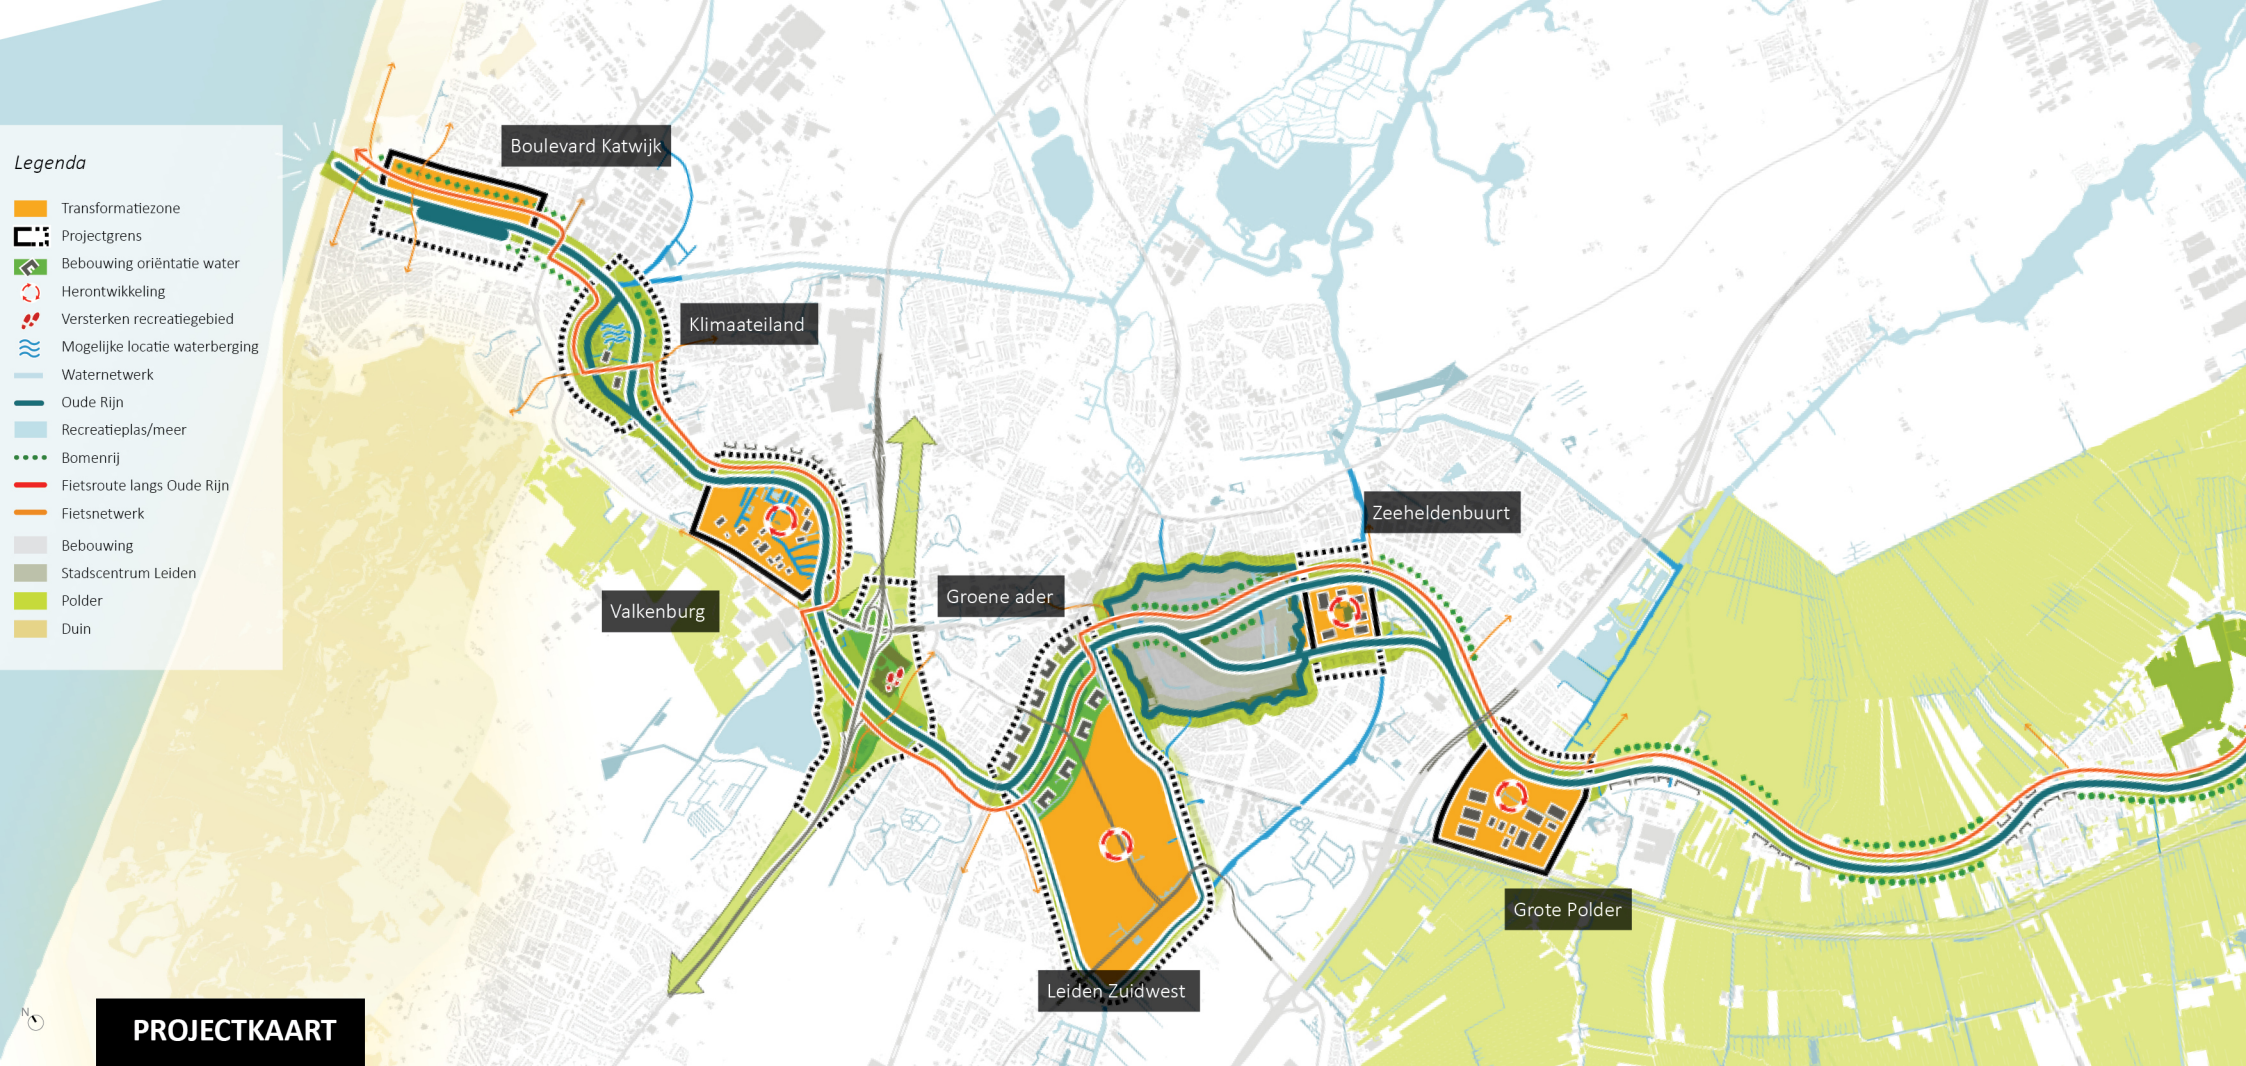 Boulevard Katwijk
Legenda
Transformatiezone
Projectgrens
Bebouwing oriëntatie water
Herontwikkeling
Versterken recreatiegebied
Mogelijke locatie waterberging
Waternetwerk
Oude Rijn
Recreatieplas/meer
Bomenrij
Fietsroute langs Oude Rijn
Fietsnetwerk
Bebouwing
Stadscentrum Leiden
Polder
Duin
Klimaateiland
Zeeheldenbuurt
Valkenburg
Groene ader
Grote Polder
Leiden Zuidwest
N
PROJECTKAART